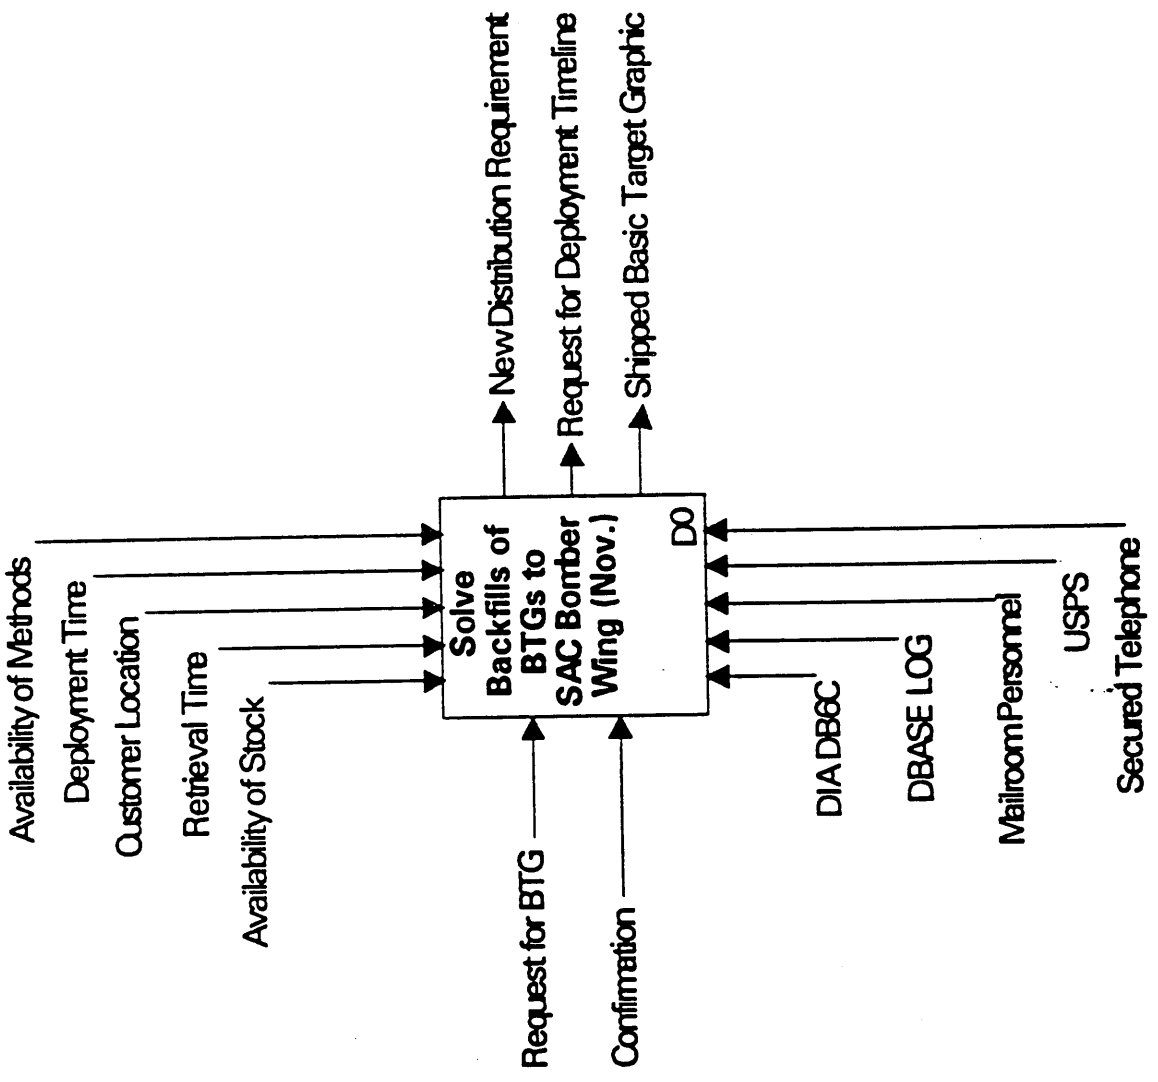 Availability of Methods
Deployment Time
Customer Location
Retrieval Time
Availability of Stock
Request for BTG
Confirmation
Solve
Backfills of
BTGs to
SAC Bomber
Wing (Nov.)
D0
New Distribution Requirement
Request for Deployment Timeline
Shipped Basic Target Graphic
DIA DB6C
DBASE LOG
Mailroom Personnel
USPS
Secured Telephone